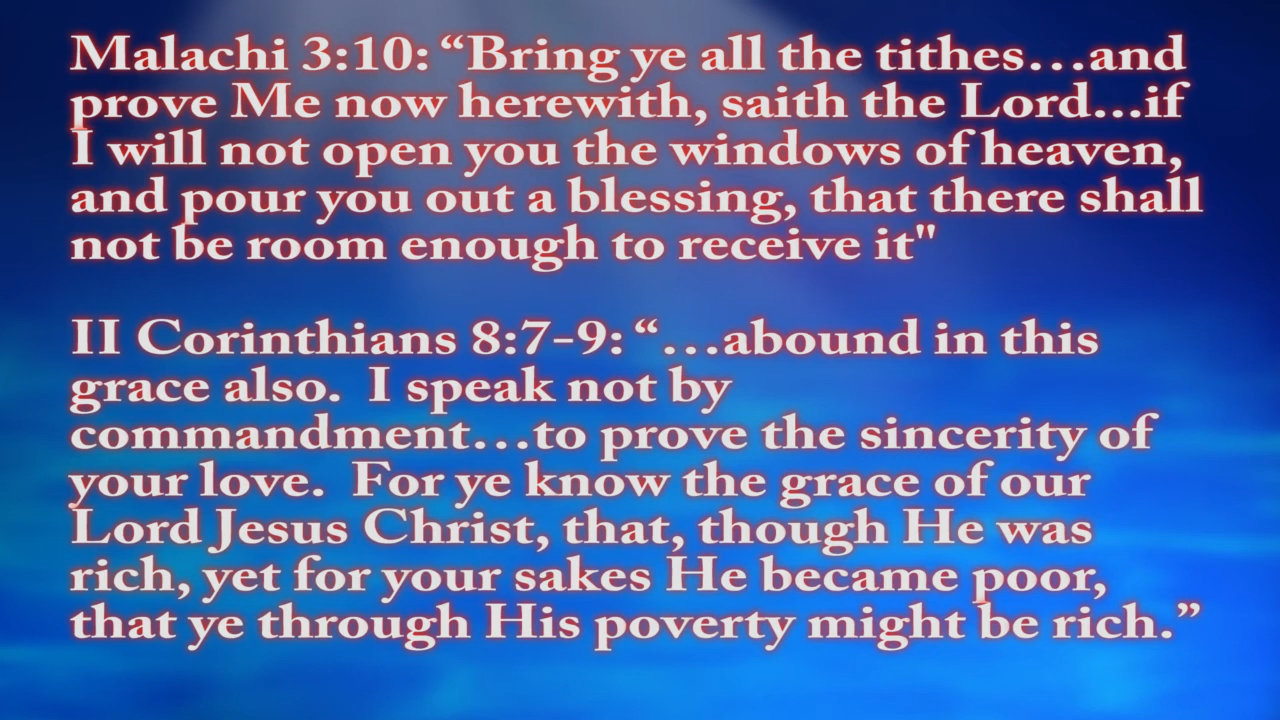 Malachi 3:10: “Bring ye all the tithes…and
prove Me now herewith, saith the Lord...if
I will not open you the windows of heaven,
and pour you out a blessing, that there shall
not be room enough to receive it"
II Corinthians 8:7-9: “…abound in this
grace also.  I speak not by
commandment…to prove the sincerity of
your love.  For ye know the grace of our
Lord Jesus Christ, that, though He was
rich, yet for your sakes He became poor,
that ye through His poverty might be rich.”